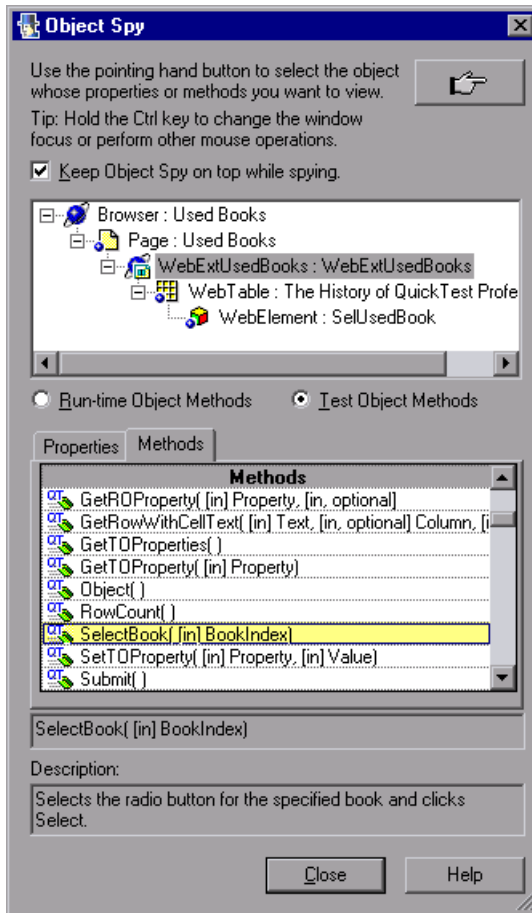 Object Spy
Use the pointing hand button to select the object
whose properties or methods you want to view.
Tip: Hold the Ctrl key to change the window
focus or perform other mouse operations.
Keep Object Spy on top while spying.
Browser : Used Books
Page : Used Books
WebExtUsedBooks : WebExtUsedBooks
WebTable : The History of QuickTest Profe
WebElement : SelUsedBook
Run-time Object Methods
Test Object Methods
Properties
Methods
Methods
GetROProperty( [in] Property, [in, optional]
GetRowWithCellText( [in] Text, [in, optional] Column, [i
GetTOProperties( )
GetTOProperty( [in] Property)
Object( )
RowCount( )
SelectBook( [in] BookIndex)
SetTOProperty( [in] Property, [in] Value)
Submit( )
SelectBook( [in] BookIndex)
Description:
Selects the radio button for the specified book and clicks
Select.
Close
Help